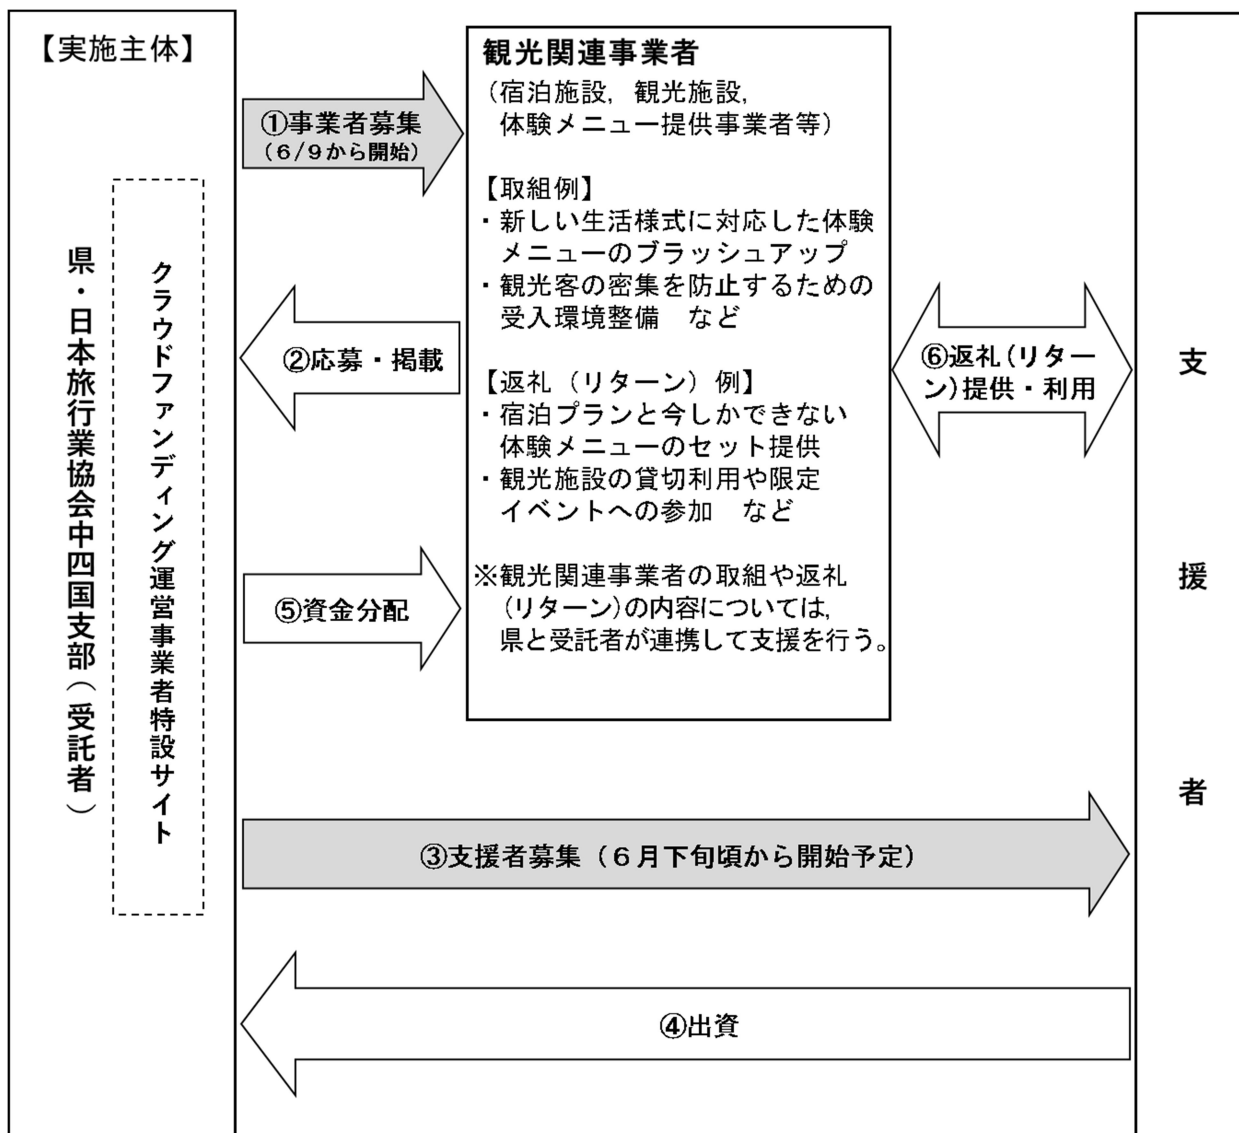 【実施主体】
県・日本旅行業協会中四国支部（受託者）
クラウドファンディング運営事業者特設サイト
①事業者募集
（６/９から開始）
②応募・掲載
⑤資金分配
観光関連事業者
（宿泊施設，観光施設，
体験メニュー提供事業者等）
【取組例】
・新しい生活様式に対応した体験
メニューのブラッシュアップ
・観光客の密集を防止するための
受入環境整備　など
【返礼（リターン）例】
・宿泊プランと今しかできない
体験メニューのセット提供
・観光施設の貸切利用や限定
イベントへの参加　など
※観光関連事業者の取組や返礼
（リターン）の内容については，
県と受託者が連携して支援を行う。
⑥返礼（リター
ン）提供・利用
支援者
③支援者募集（６月下旬頃から開始予定）
④出資